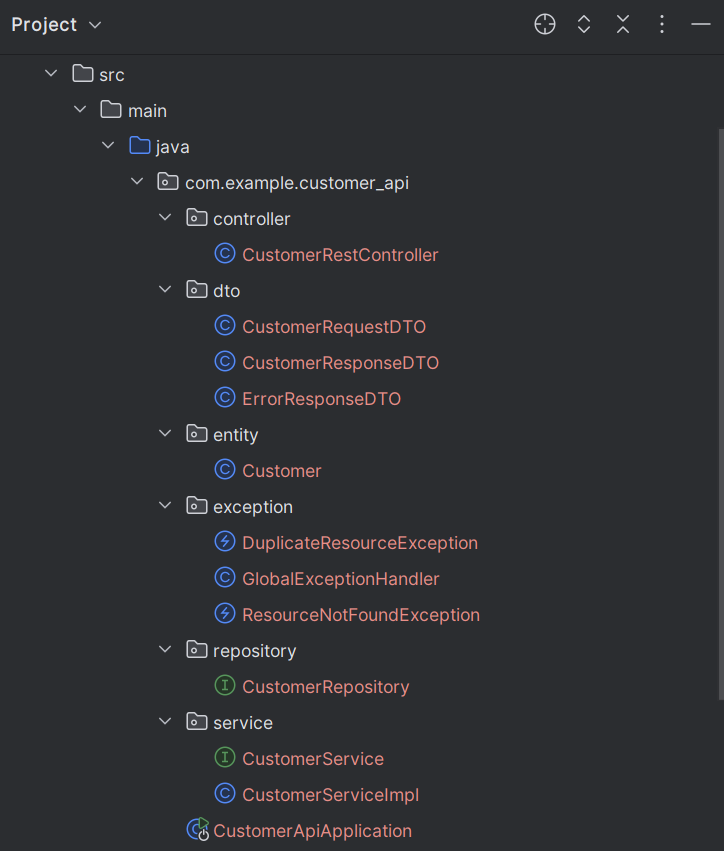 Project
src
main
java
com.example.customer_api
controller
CustomerRestController
dto
CustomerRequestDTO
CustomerResponseDTO
ErrorResponseDTO
entity
Customer
exception
DuplicateResourceException
GlobalExceptionHandler
ResourceNotFoundException
repository
CustomerRepository
service
CustomerService
CustomerServiceImpl
CustomerApiApplication